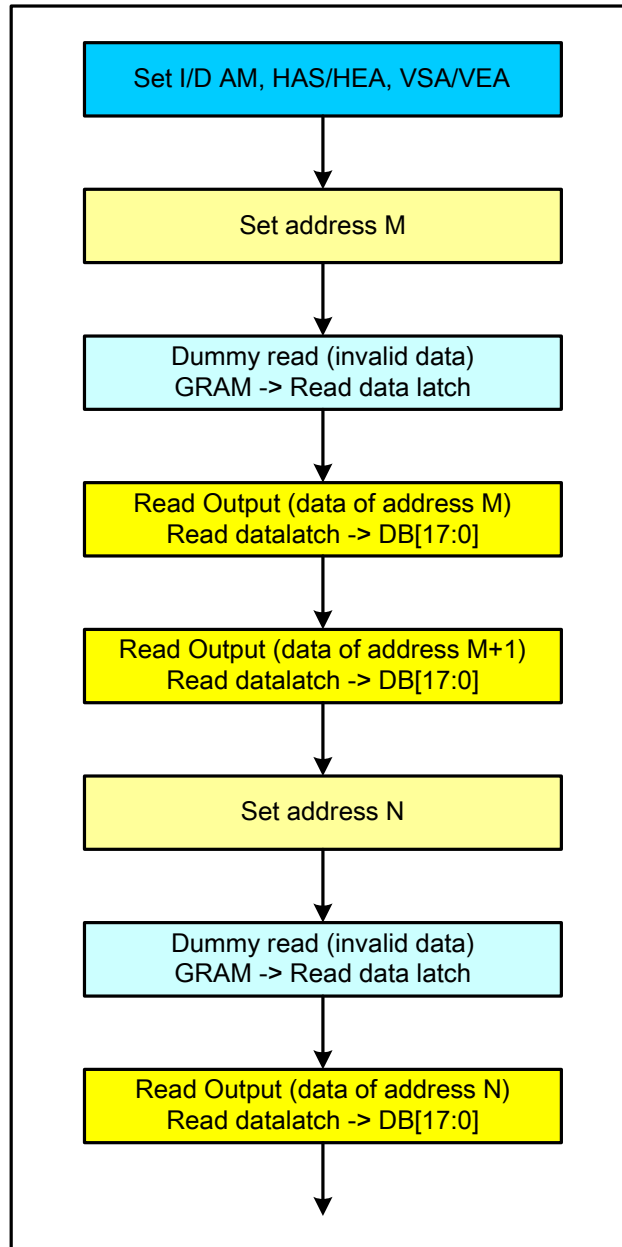 Set I/D AM, HAS/HEA, VSA/VEA
Set address M
Dummy read (invalid data)
GRAM -> Read data latch
Read Output (data of address M)
Read datalatch -> DB[17:0]
Read Output (data of address M+1)
Read datalatch -> DB[17:0]
Set address N
Dummy read (invalid data)
GRAM -> Read data latch
Read Output (data of address N)
Read datalatch -> DB[17:0]